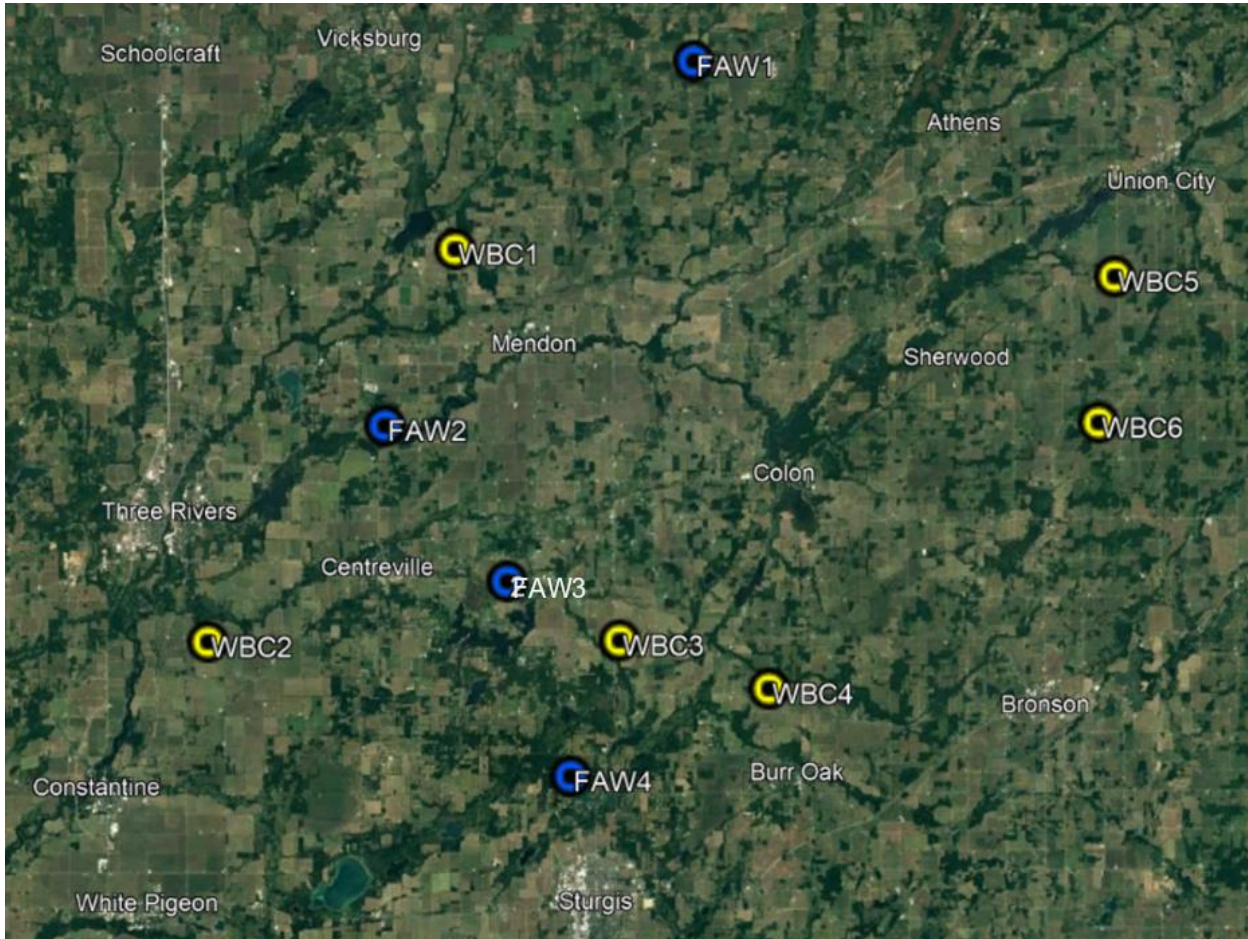 Vicksburg
Schoolcraft
FAW1
Athens
Union City
WBC1
WBC5
Mendon
Sherwood
FAW2
WBC6
Colon
Three Rivers
Centreville
FAW3
WBC2
WBC3
WBC4
Bronson
Burr Oak
FAW4
Constantine
White Pigeon
Sturgis